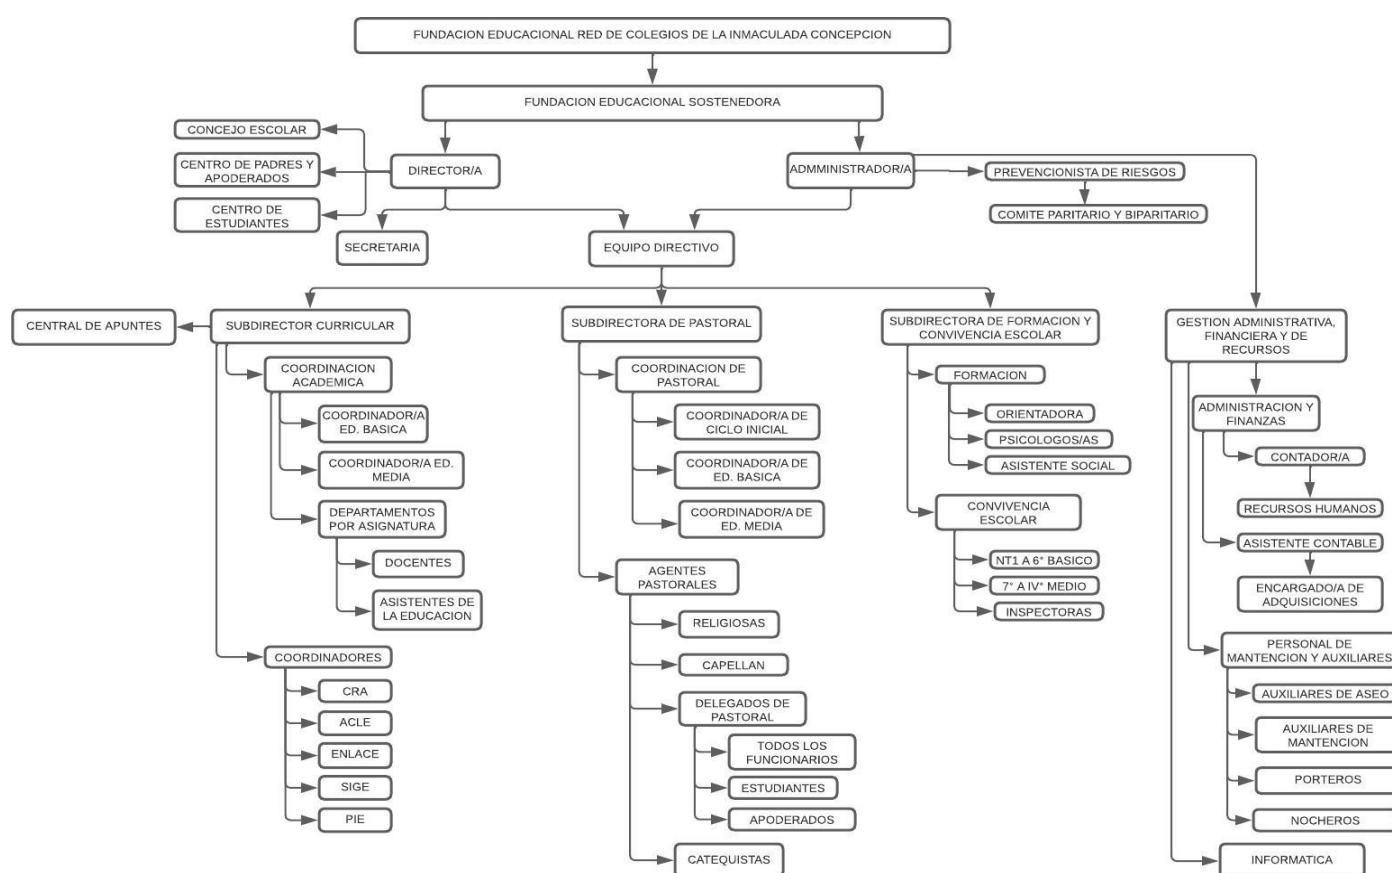 FUNDACION EDUCACIONAL RED DE COLEGIOS DE LA INMACULADA CONCEPCION
FUNDACION EDUCACIONAL SOSTENEDORA
CONCEJO ESCOLAR
CENTRO DE PADRES Y
APODERADOS
CENTRO DE
ESTUDIANTES
DIRECTOR/A
ADMMINISTRADOR/A
PREVENCIONISTA DE RIESGOS
COMITE PARITARIO Y BIPARITARIO
SECRETARIA
EQUIPO DIRECTIVO
CENTRAL DE APUNTES
SUBDIRECTOR CURRICULAR
COORDINACION
ACADEMICA
COORDINADOR/A
ED. BASICA
COORDINADOR/A ED.
MEDIA
DEPARTAMENTOS
POR ASIGNATURA
DOCENTES
ASISTENTES DE
LA EDUCACION
COORDINADORES
CRA
ACLE
ENLACE
SIGE
PIE
SUBDIRECTORA DE PASTORAL
COORDINACION DE
PASTORAL
COORDINADOR/A DE
CICLO INICIAL
COORDINADOR/A DE
ED. BASICA
COORDINADOR/A DE
ED. MEDIA
AGENTES
PASTORALES
RELIGIOSAS
CAPELLAN
DELEGADOS DE
PASTORAL
TODOS LOS
FUNCIONARIOS
ESTUDIANTES
APODERADOS
CATEQUISTAS
SUBDIRECTORA DE FORMACION Y
CONVIVENCIA ESCOLAR
FORMACION
ORIENTADORA
PSICOLOGOS/AS
ASISTENTE SOCIAL
CONVIVENCIA
ESCOLAR
NT1 A 6° BASICO
7° A IV° MEDIO
INSPECTORAS
GESTION ADMINISTRATIVA,
FINANCIERA Y DE
RECURSOS
ADMINISTRACION Y
FINANZAS
CONTADOR/A
RECURSOS HUMANOS
ASISTENTE CONTABLE
ENCARGADO/A DE
ADQUISICIONES
PERSONAL DE
MANTENCION Y AUXILIARES
AUXILIARES DE ASEO
AUXILIARES DE
MANTENCION
PORTEROS
NOCHEROS
INFORMATICA